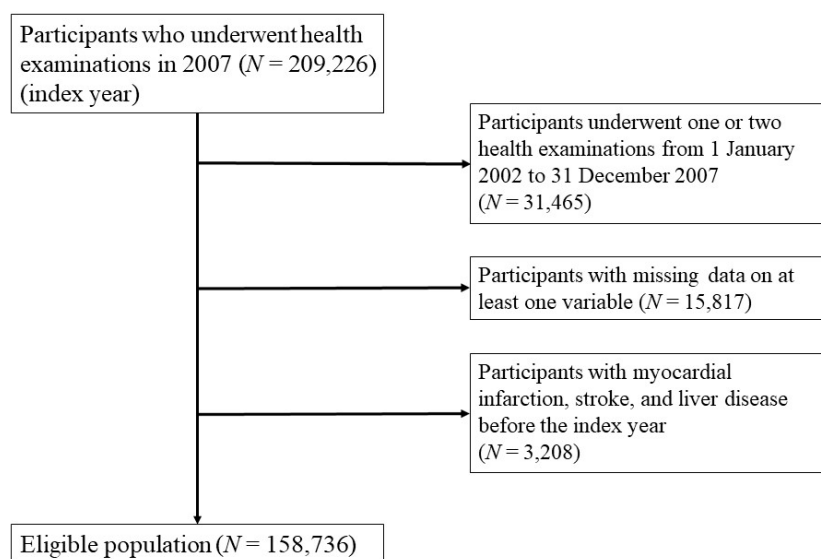 Participants who underwent health
examinations in 2007 (N = 209,226)
(index year)
Participants underwent one or two
health examinations from 1 January
2002 to 31 December 2007
(N = 31,465)
Participants with missing data on at
least one variable (N = 15,817)
Participants with myocardial
infarction, stroke, and liver disease
before the index year
(N = 3,208)
Eligible population (N = 158,736)